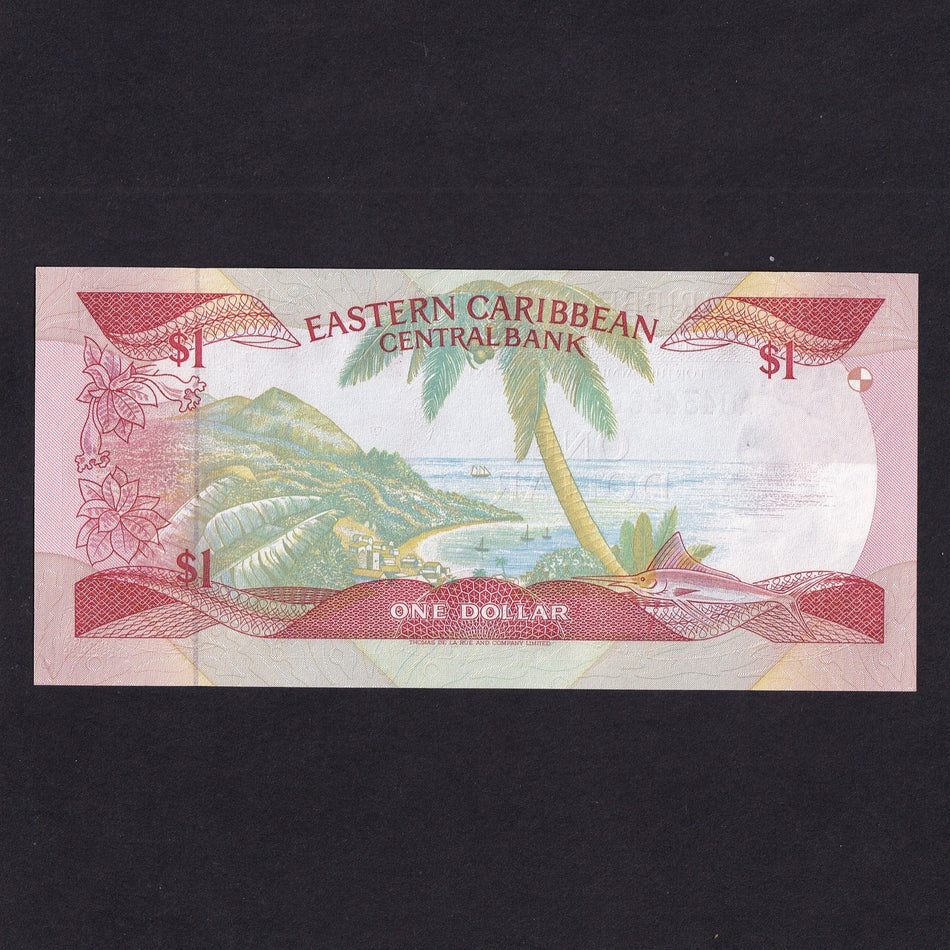 EASTERN CARIBBEAN
CENTRAL BANK
$1
$1
$1
ONE DOLLAR
THOMAS DE LA RUE AND COMPANY LIMITED